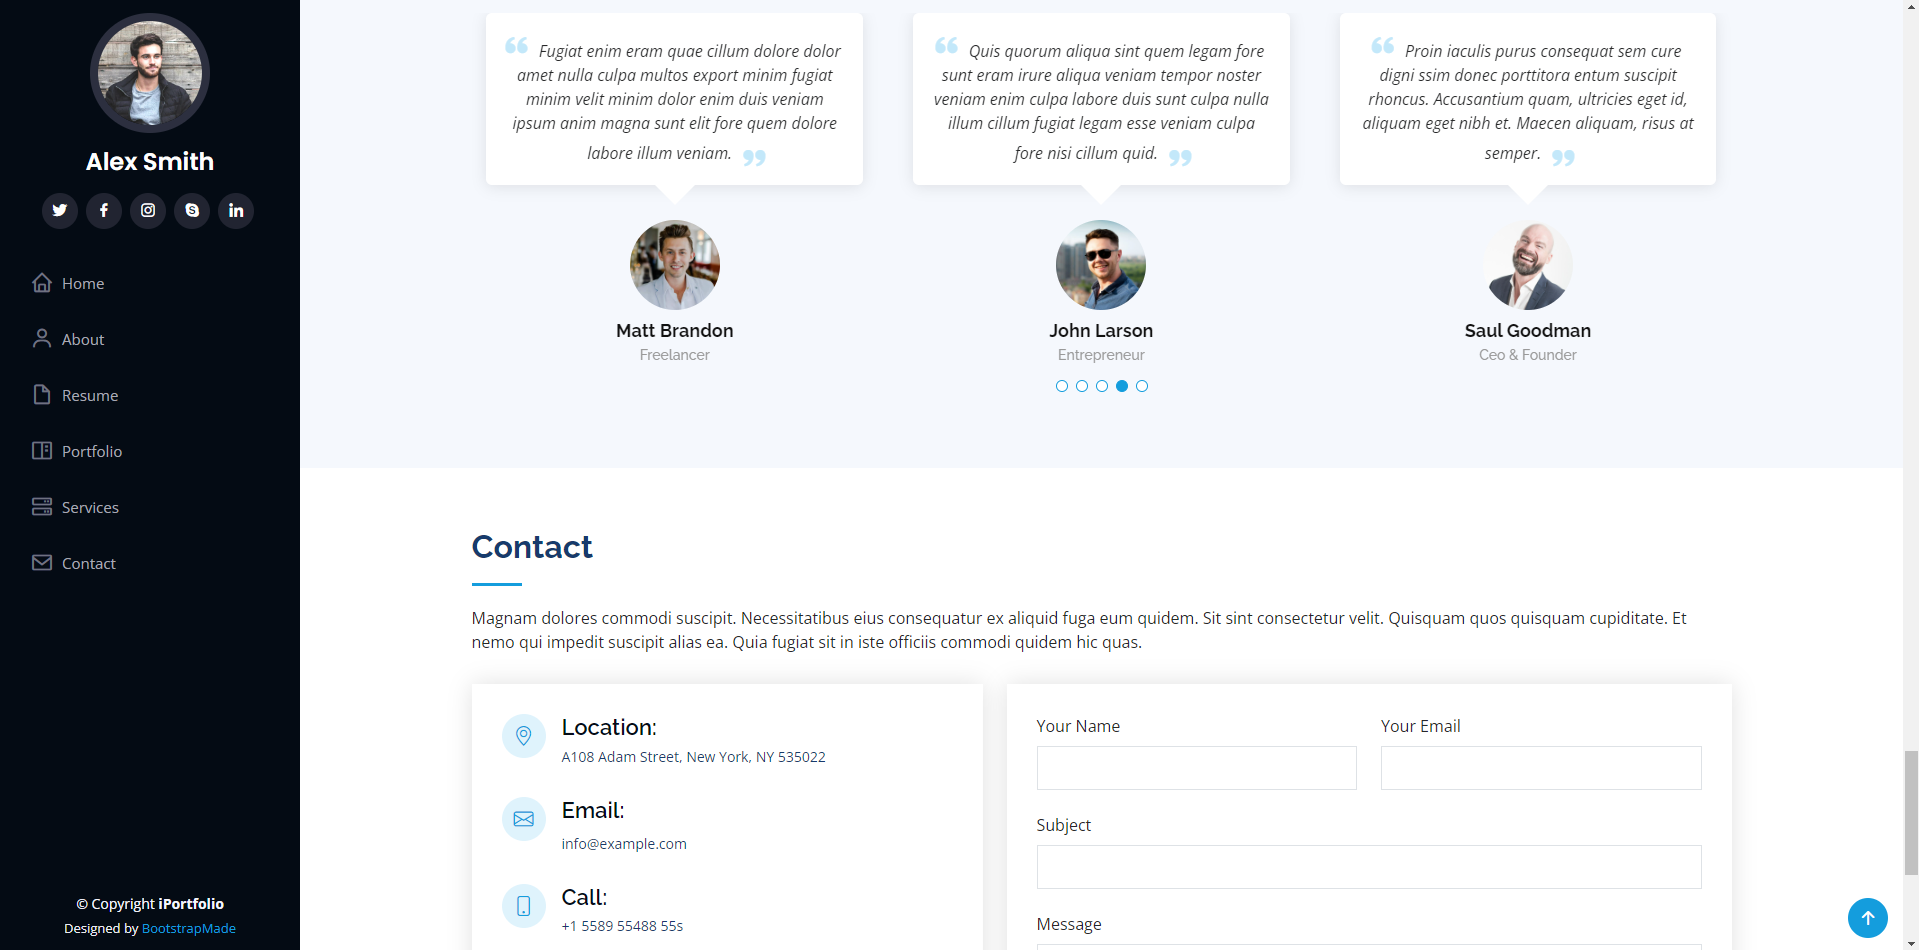 Alex Smith
Home
About
Resume
Portfolio
Services
Contact
© Copyright iPortfolio
Designed by BootstrapMade
Fugiat enim eram quae cillum dolore dolor
amet nulla culpa multos export minim fugiat
minim velit minim dolor enim duis veniam
ipsum anim magna sunt elit fore quem dolore
labore illum veniam.
Matt Brandon
Freelancer
Quis quorum aliqua sint quem legam fore
sunt eram irure aliqua veniam tempor noster
veniam enim culpa labore duis sunt culpa nulla
illum cillum fugiat legam esse veniam culpa
fore nisi cillum quid.
John Larson
Entrepreneur
Proin iaculis purus consequat sem cure
digni ssim donec porttitora entum suscipit
rhoncus. Accusantium quam, ultricies eget id,
aliquam eget nibh et. Maecen aliquam, risus at
semper.
Saul Goodman
Ceo & Founder
Contact
Magnam dolores commodi suscipit. Necessitatibus eius consequatur ex aliquid fuga eum quidem. Sit sint consectetur velit. Quisquam quos quisquam cupiditate. Et
nemo qui impedit suscipit alias ea. Quia fugiat sit in iste officiis commodi quidem hic quas.
Location:
A108 Adam Street, New York, NY 535022
Email:
info@example.com
Call:
+1 5589 55488 55s
Your Name
Your Email
Subject
Message